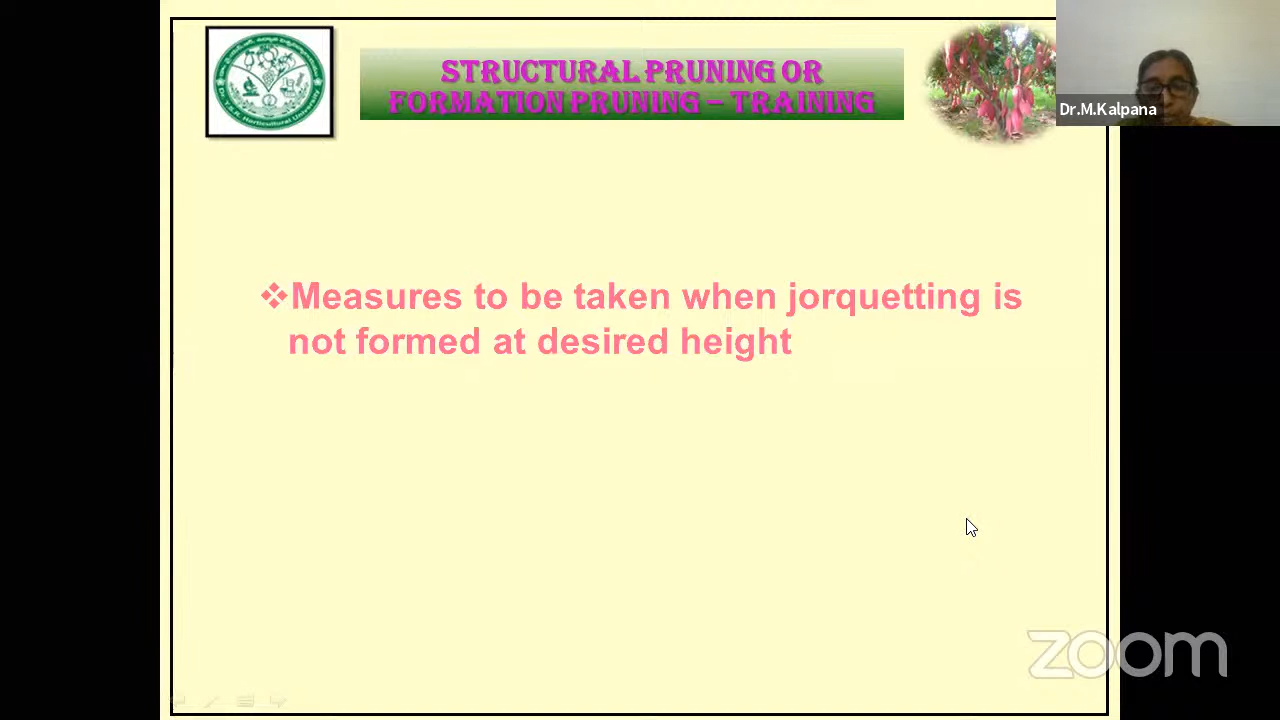 STRUCTURAL PRUNING OR
FORMATION PRUNING – TRAINING
Dr.M.Kalpana
❖Measures to be taken when jorquetting is
not formed at desired height
zoom